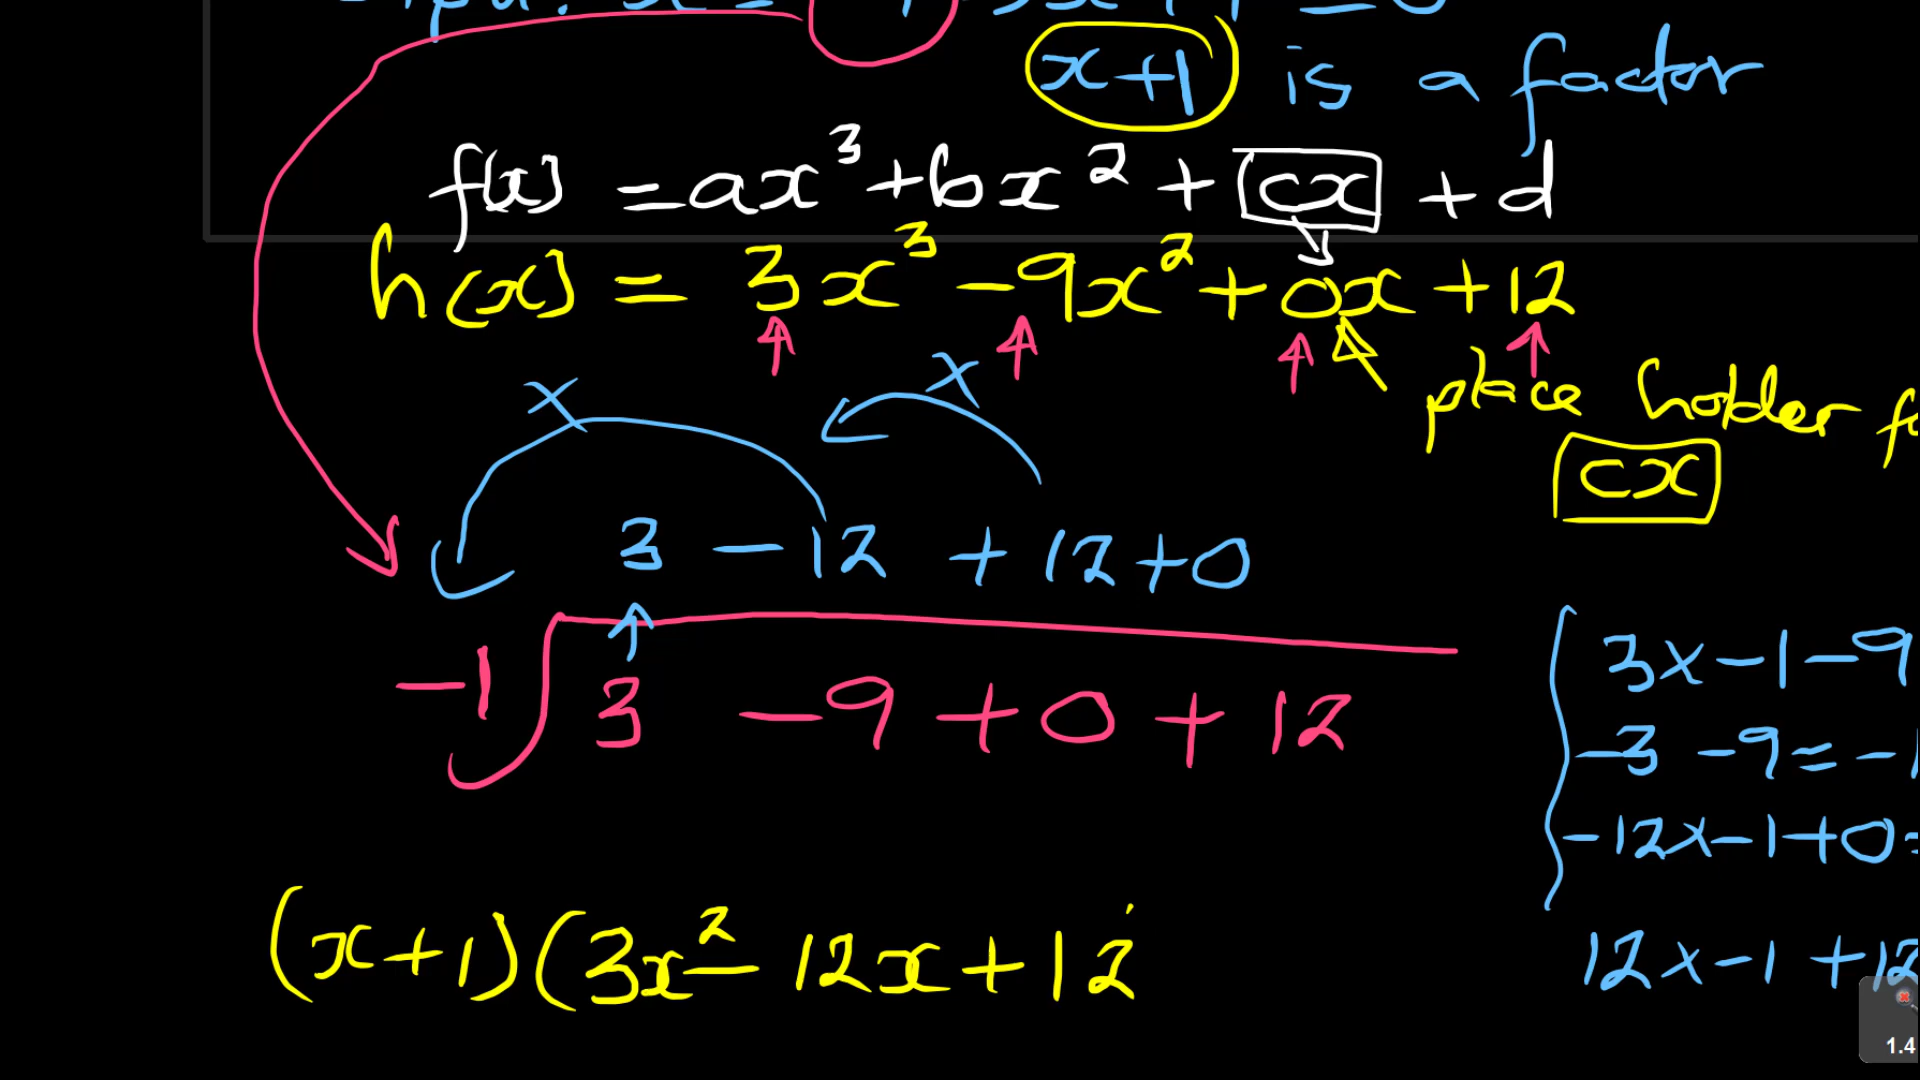 x+1 is a factor
f(x) = ax³ + bx² + cx + d
h(x) = 3x³ - 9x² + 0x + 12
place holder
cx
x x
3 - 12 + 12 + 0
-1 3 - 9 + 0 + 12
3x-1-9
-3 -9 = -1
-12x-1+0=
12x-1+12
(x+1)(3x² - 12x + 12
1.4